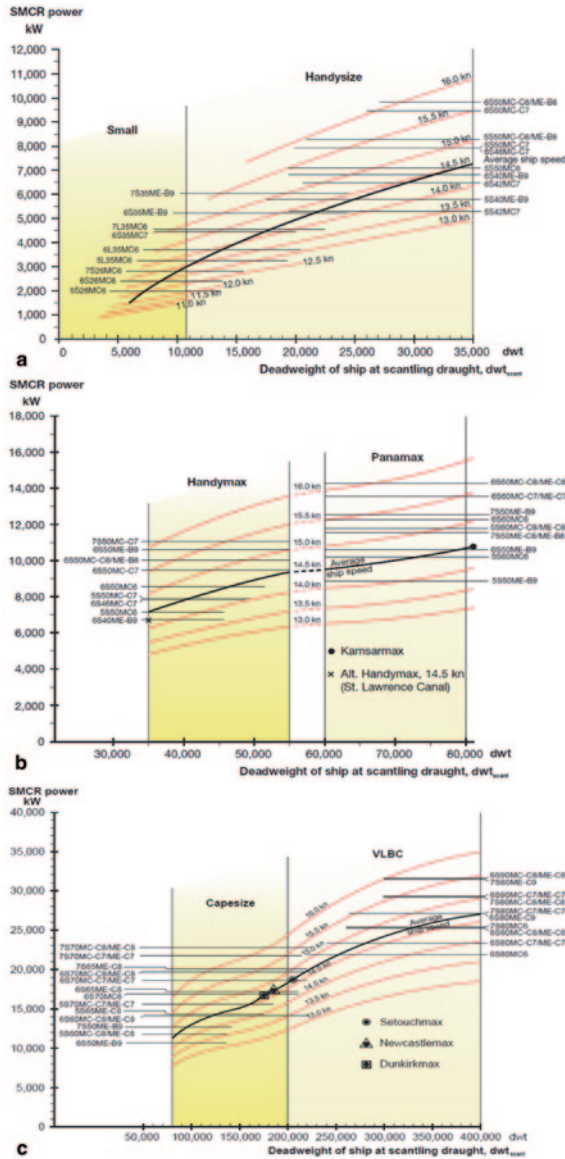 SMCR power
kW
12,000
11,000
10,000
9,000
8,000
7,000
6,000
5,000
4,000
3,000
2,000
1,000
0
Small
Handysize
16.0 kn
15.5 kn
15.0 kn
14.5 kn
Average ship speed
14.0 kn
13.5 kn
13.0 kn
12.5 kn
12.0 kn
11.5 kn
11.0 kn
6S50MC-C8/ME-B8
6S50MC-C7
5S50MC-C8/ME-B8
5S50MC-C7
6S46MC-C7
5S50MC6
6S40ME-B9
6S42MC7
5S40ME-B9
5S42MC7
7S35ME-B9
6S35ME-B9
7L35MC6
6S35MC7
6L35MC6
5L35MC6
7S26MC6
6S26MC6
5S26MC6
0 5,000 10,000 15,000 20,000 25,000 30,000 35,000 dwt
Deadweight of ship at scantling draught, dwt scant
a
SMCR power
kW
18,000
16,000
14,000
12,000
10,000
8,000
6,000
4,000
2,000
0
Handymax
Panamax
16.0 kn
15.5 kn
15.0 kn
14.5 kn
14.0 kn
13.5 kn
13.0 kn
Average
ship speed
7S50MC-C7
6S50ME-B9
6S50MC-C8/ME-B8
6S50MC-C7
6S50MC6
5S50MC-C7
6S46MC-C7
5S50MC6
6S40ME-B9
6S60MC-C8/ME-C8
6S60MC-C7/ME-C7
7S50ME-B9
6S60MC6
5S60MC-C8/ME-C8
7S50MC-C8/ME-B8
6S50ME-B9
5S60MC6
5S50ME-B9
Kamsarmax
Alt. Handymax, 14.5 kn
(St. Lawrence Canal)
30,000 40,000 50,000 60,000 70,000 80,000 dwt
Deadweight of ship at scantling draught, dwt scant
b
SMCR power
kW
40,000
35,000
30,000
25,000
20,000
15,000
10,000
5,000
0
Capesize
VLBC
16.0 kn
15.5 kn
15.0 kn
14.5 kn
14.0 kn
13.5 kn
13.0 kn
Average
ship speed
7S70MC-C8/ME-C8
7S70MC-C7/ME-C7
7S65ME-C8
6S70MC-C8/ME-C8
6S70MC-C7/ME-C7
6S65ME-C8
6S70MC6
5S70MC-C7/ME-C7
5S65ME-C8
6S60MC-C8/ME-C8
7S50ME-B9
5S60MC-C8/ME-C8
6S50ME-B9
6S90MC-C8/ME-C8
7S80ME-C9
6S90MC-C7/ME-C7
7S80MC-C8/ME-C8
7S80MC-C7/ME-C7
6S80ME-C9
7S80MC6
6S80MC-C8/ME-C8
6S80MC-C7/ME-C7
6S80MC6
Setouchmax
Newcastlemax
Dunkirkmax
50,000 100,000 150,000 200,000 250,000 300,000 350,000 400,000 dwt
Deadweight of ship at scantling draught, dwt scant
c